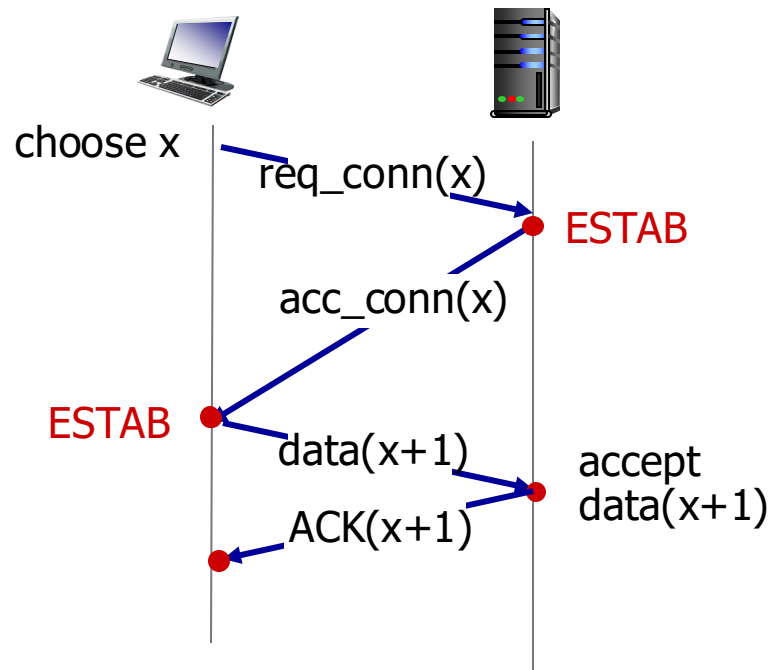 choose x
req_conn(x)
ESTAB
acc_conn(x)
ESTAB
data(x+1)
accept
data(x+1)
ACK(x+1)